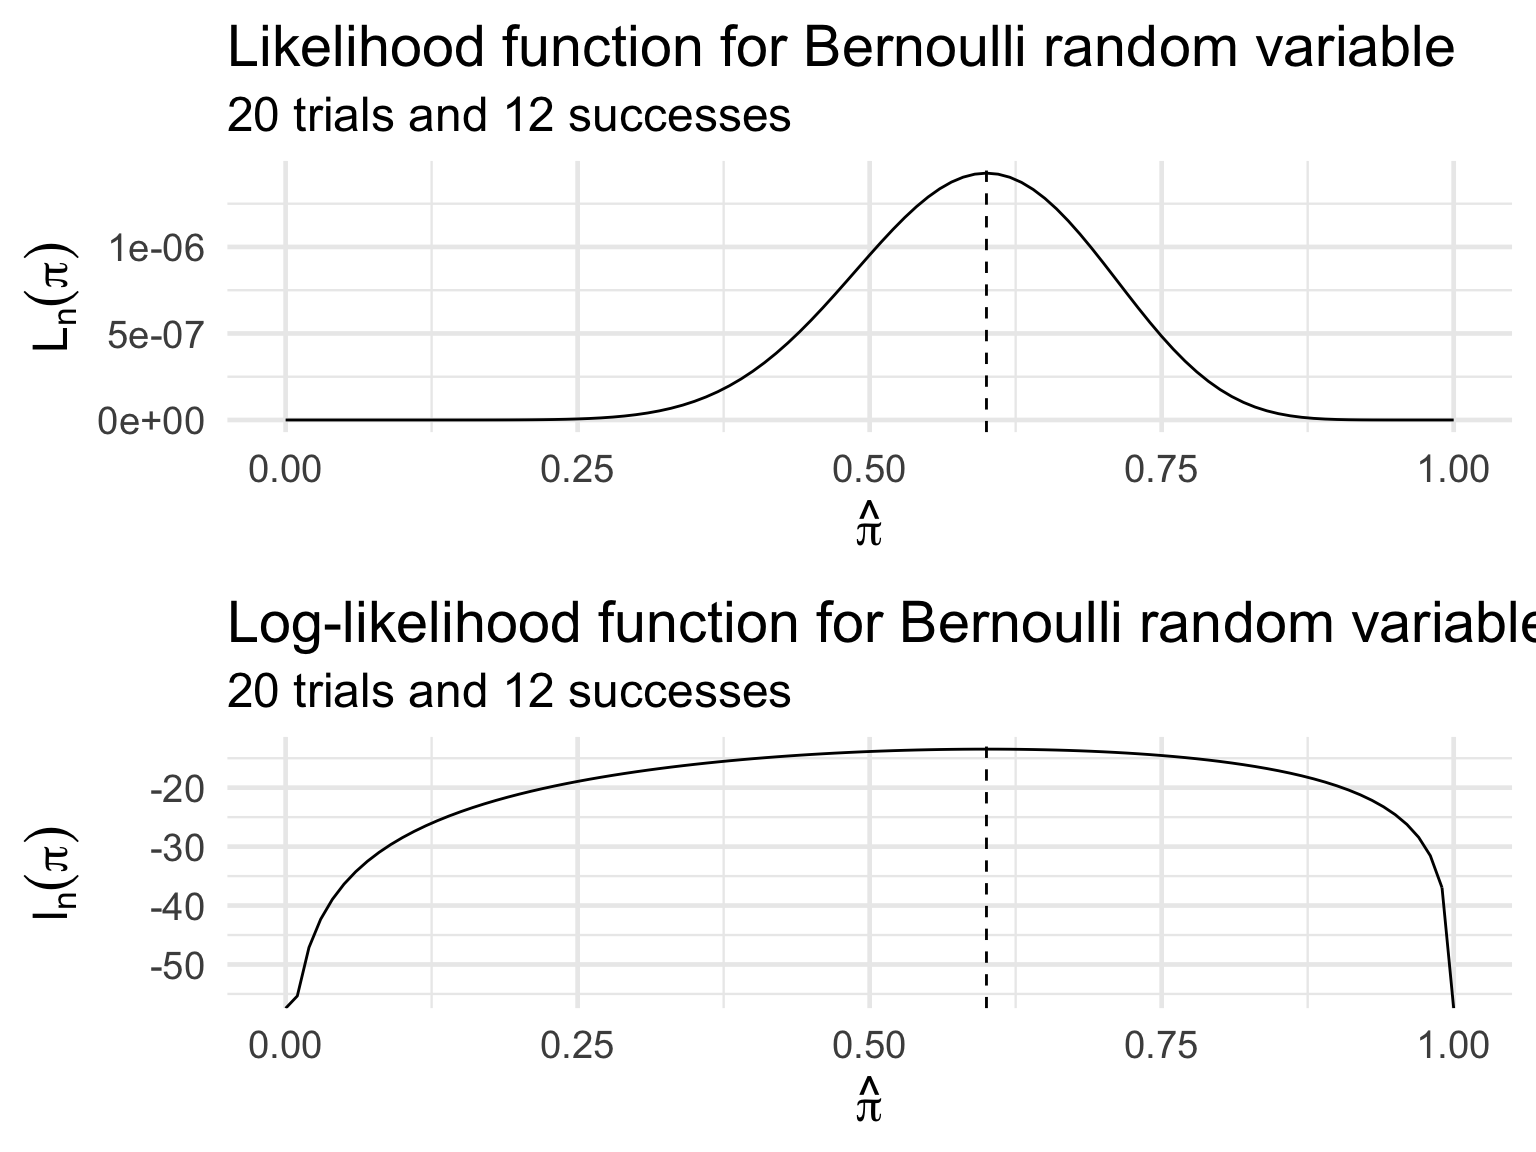 Likelihood function for Bernoulli random variable
20 trials and 12 successes
Lₙ(π)
1e-06
5e-07
0e+00
0.00 0.25 0.50 0.75 1.00
π̂
Log-likelihood function for Bernoulli random variable
20 trials and 12 successes
lₙ(π)
-20
-30
-40
-50
0.00 0.25 0.50 0.75 1.00
π̂